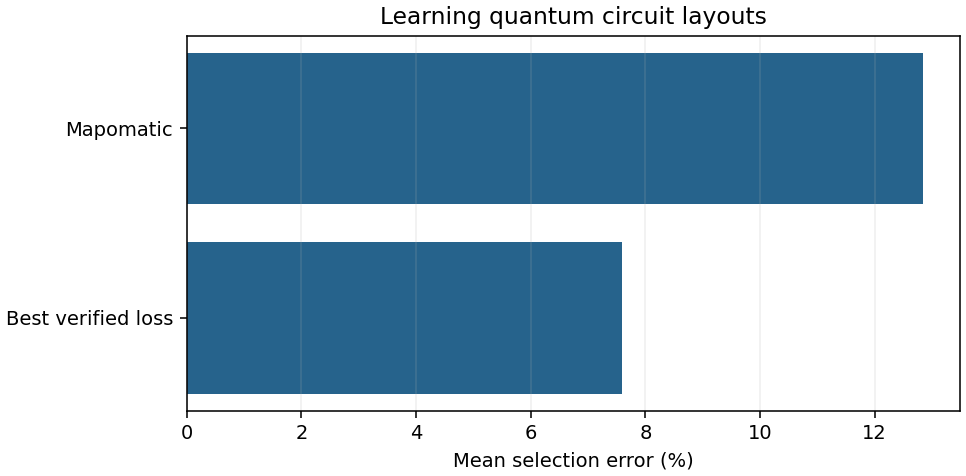 Learning quantum circuit layouts
Mapomatic
Best verified loss
0 2 4 6 8 10 12
Mean selection error (%)